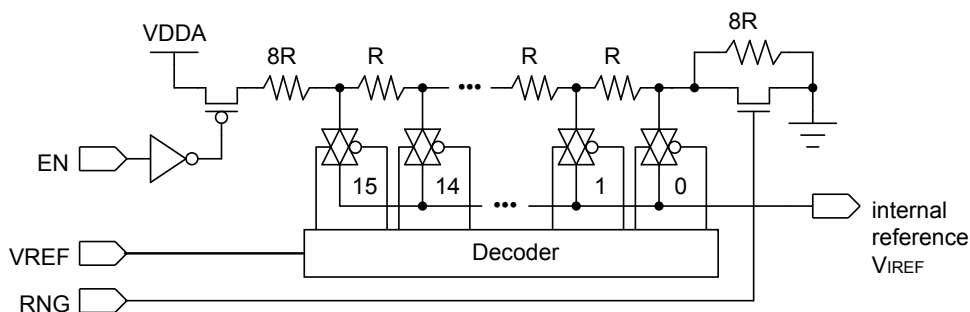 8R
VDDA
8R
R
R
R
•••
EN
15
14
1
0
•••
internal
reference
VIREF
VREF
Decoder
RNG